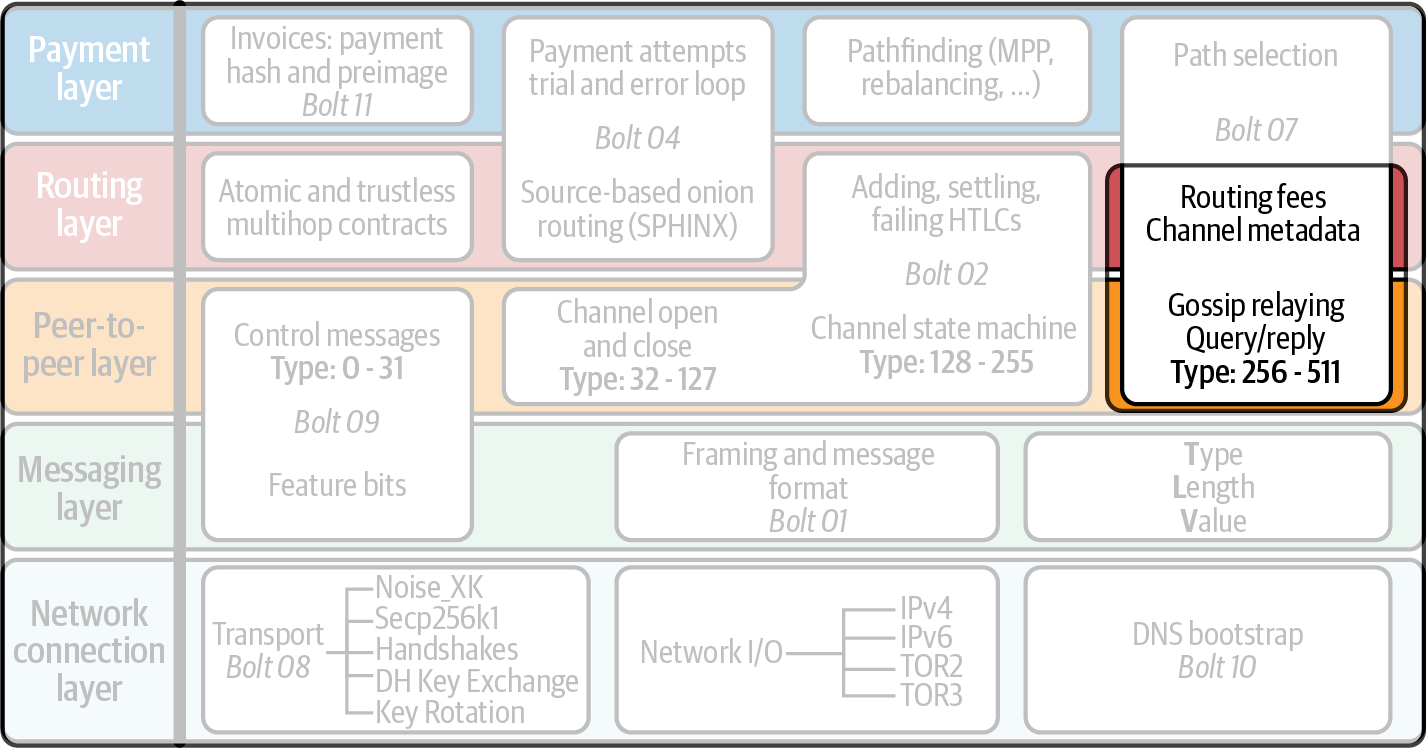 Payment
layer
Invoices: payment
hash and preimage
Bolt 11
Payment attempts
trial and error loop
Bolt 04
Source-based onion
routing (SPHINX)
Pathfinding (MPP,
rebalancing, ...)
Path selection
Bolt 07
Routing fees
Channel metadata
Gossip relaying
Query/reply
Type: 256 - 511
Routing
layer
Atomic and trustless
multihop contracts
Adding, settling,
failing HTLCs
Bolt 02
Channel state machine
Type: 128 - 255
Peer-to-
peer layer
Control messages
Type: 0 - 31
Bolt 09
Feature bits
Channel open
and close
Type: 32 - 127
Messaging
layer
Framing and message
format
Bolt 01
Type
Length
Value
Network
connection
layer
Transport
Bolt 08
Noise_XK
Secp256k1
Handshakes
DH Key Exchange
Key Rotation
Network I/O
IPv4
IPv6
TOR2
TOR3
DNS bootstrap
Bolt 10